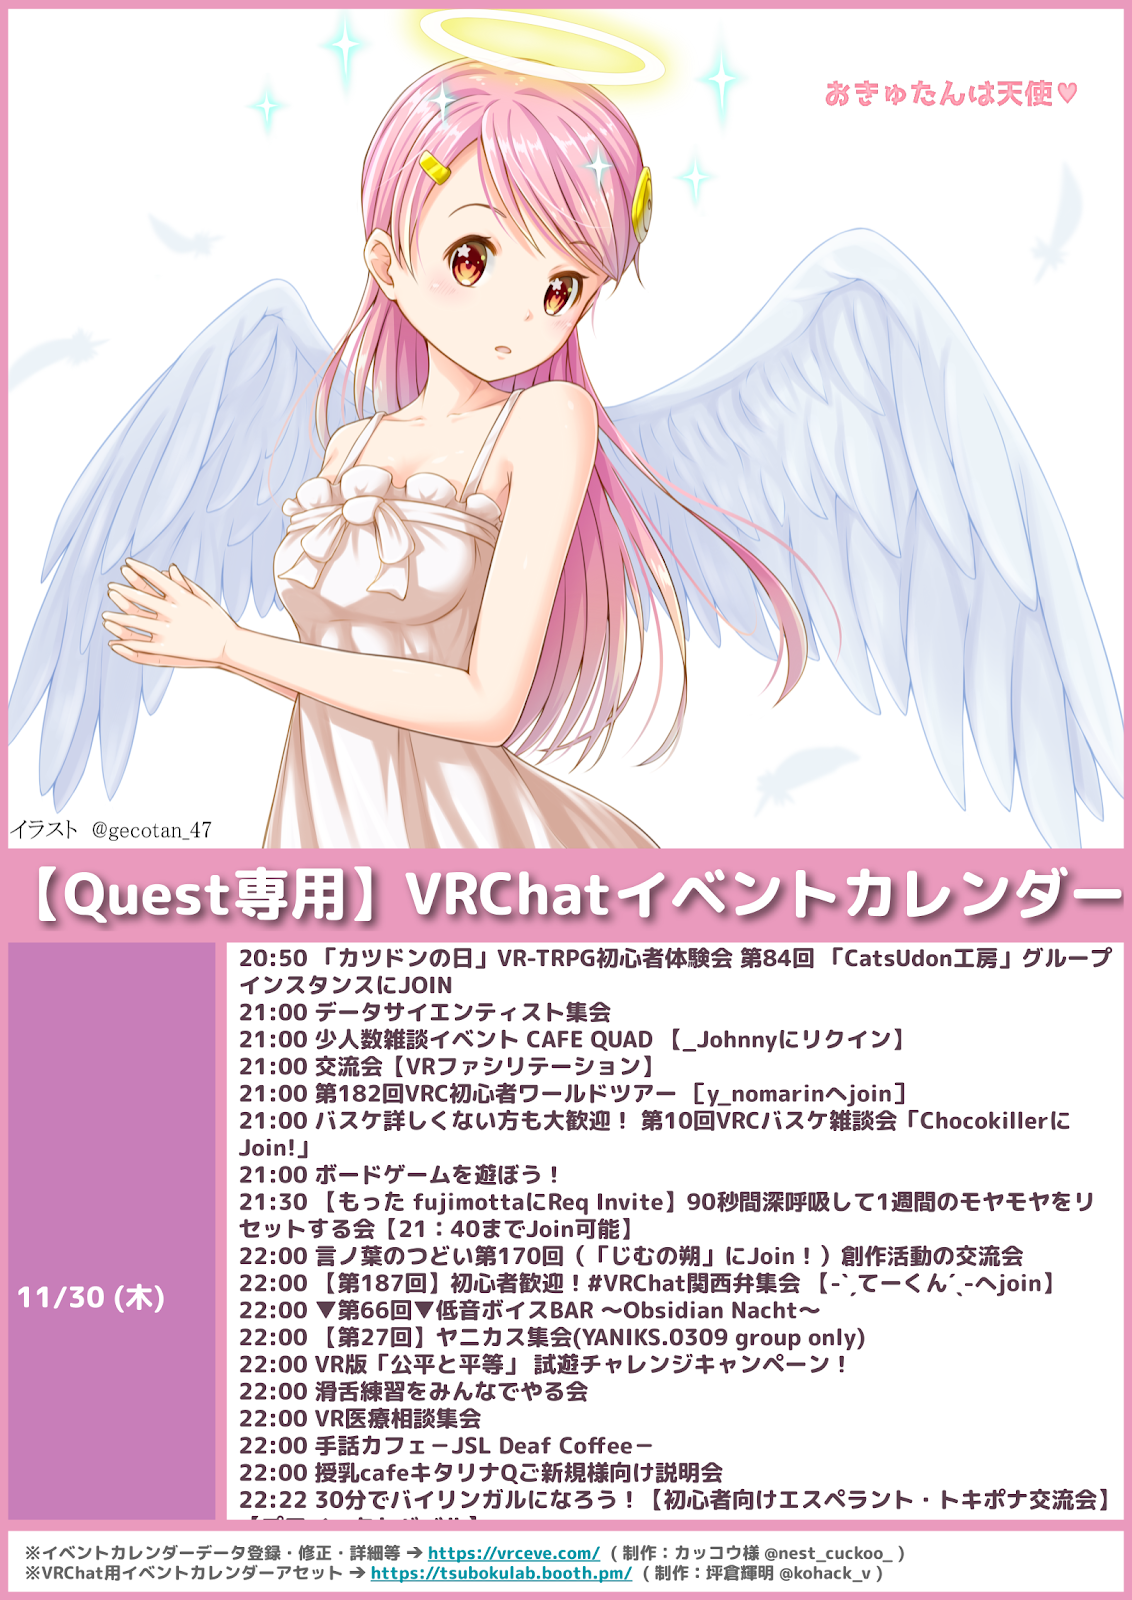 おきゅたんは天使♥
イラスト @gecotan_47
【Quest専用】VRChatイベントカレンダー
11/30 (木)
20:50 「カツドンの日」VR-TRPG初心者体験会 第84回 「CatsUdon工房」グループ
インスタンスにJOIN
21:00 データサイエンティスト集会
21:00 少人数雑談イベント CAFE QUAD 【_Johnnyにリクイン】
21:00 交流会【VRファシリテーション】
21:00 第182回VRC初心者ワールドツアー ［y_nomarinへjoin］
21:00 バスケ詳しくない方も大歓迎！ 第10回VRCバスケ雑談会「Chocokillerに
Join!」
21:00 ボードゲームを遊ぼう！
21:30 【もった fujimottaにReq Invite】90秒間深呼吸して1週間のモヤモヤをリ
セットする会【21：40までJoin可能】
22:00 言ノ葉のつどい第170回（「じむの朔」にJoin！）創作活動の交流会
22:00 【第187回】初心者歓迎！#VRChat関西弁集会 【-ˋˏてーくんˊˎ-へjoin】
22:00 ▼第66回▼低音ボイスBAR ～Obsidian Nacht～
22:00 【第27回】ヤニカス集会(YANIKS.0309 group only)
22:00 VR版「公平と平等」 試遊チャレンジキャンペーン！
22:00 滑舌練習をみんなでやる会
22:00 VR医療相談集会
22:00 手話カフェ－JSL Deaf Coffee－
22:00 授乳cafeキタリナQご新規様向け説明会
22:22 30分でバイリンガルになろう！【初心者向けエスペラント・トキポナ交流会】
※イベントカレンダーデータ登録・修正・詳細等 ➔ https://vrceve.com/ （制作：カッコウ様 @nest_cuckoo_ ）
※VRChat用イベントカレンダーアセット ➔ https://tsubokulab.booth.pm/ （制作：坪倉輝明 @kohack_v ）